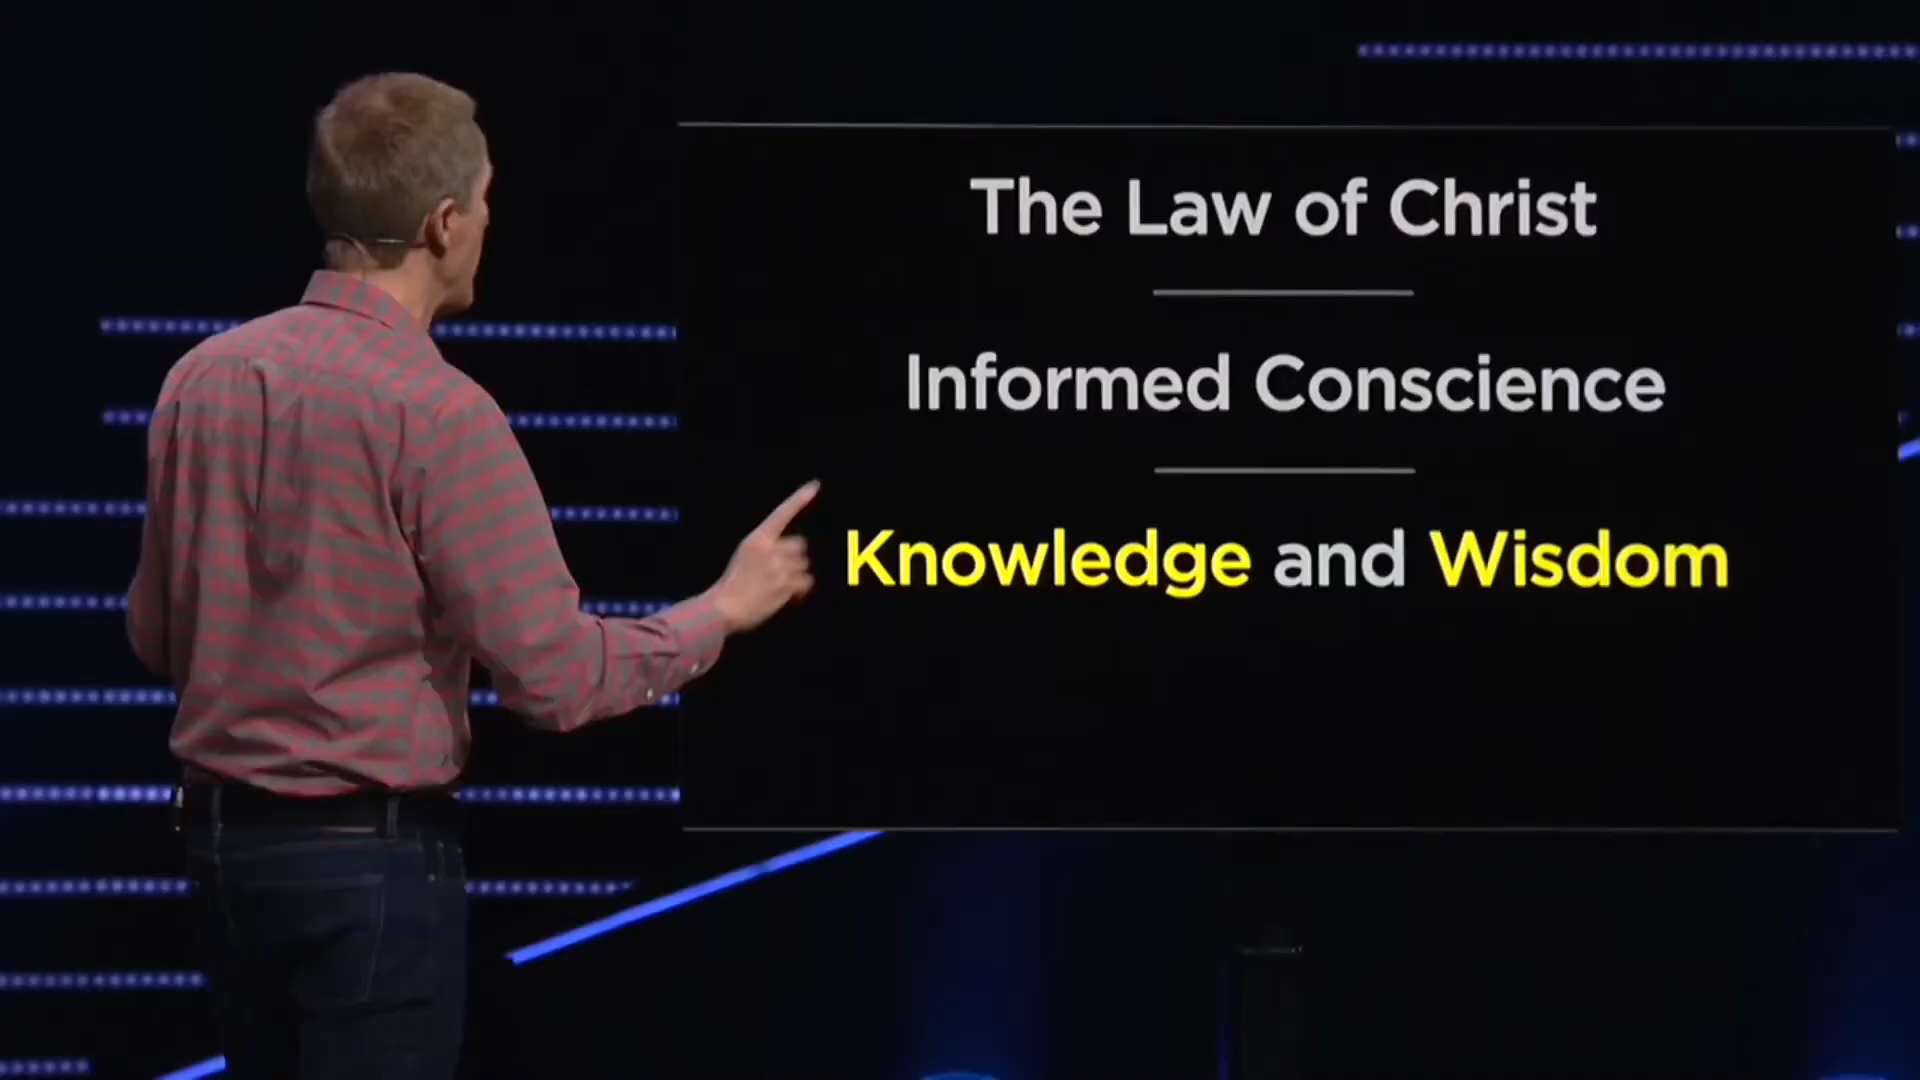 The Law of Christ
Informed Conscience
Knowledge and Wisdom